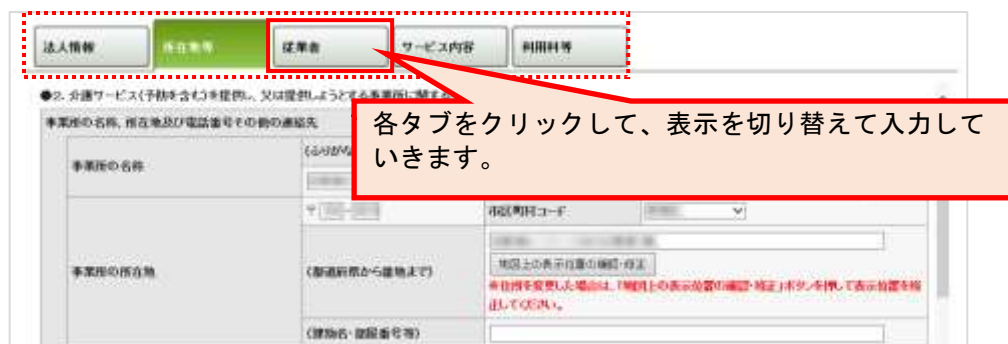 法人情報 所在地等 従業者 サービス内容 利用料等
●2. 介護サービス(予防を含む)を提供し、又は提供しようとする事業所に関する
事業所の名称、所在地及び電話番号その他の連絡先
各タブをクリックして、表示を切り替えて入力して
いきます。
事業所の名称
(ふりがな
〒 市区町村コード
事業所の所在地
(都道府県から番地まで)
地図上の表示位置の確認・修正
※住所を変更した場合は、「地図上の表示位置の確認・修正」ボタンを押して表示位置を修
正してください。
(建物名・部屋番号等)